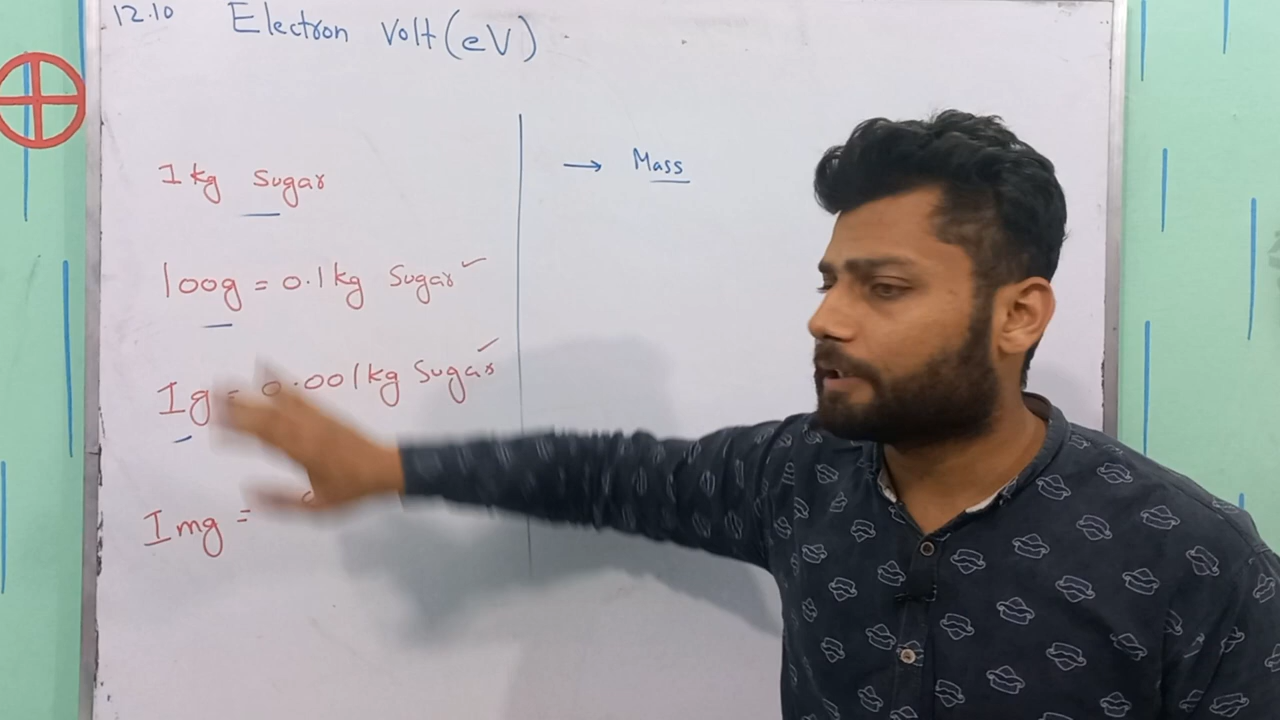 12.10 Electron Volt (eV)
1 kg Sugar
→ Mass
100g = 0.1 kg Sugar ✓
1g = 0.001 kg Sugar ✓
1mg =